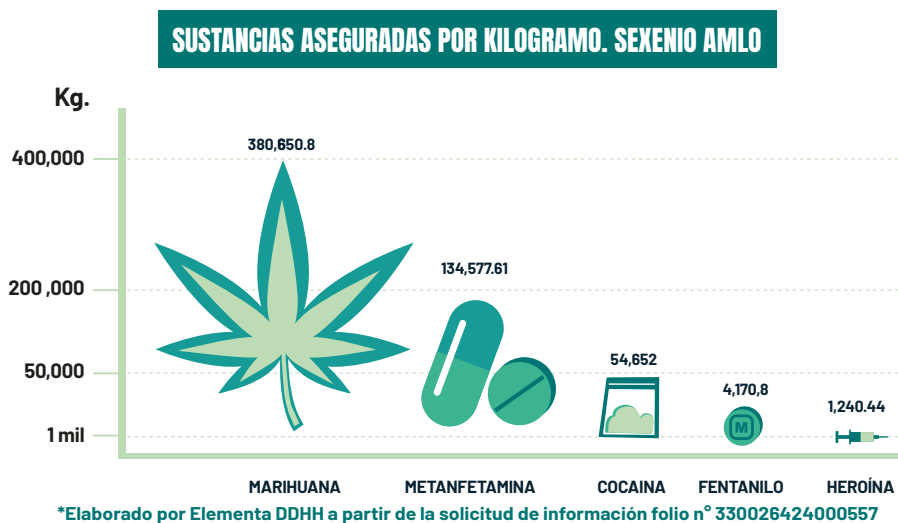 SUSTANCIAS ASEGURADAS POR KILOGRAMO. SEXENIO AMLO
Kg.
400,000
200 ,000
50,000
1 mil
380,650.8
134,577.61
54,652
4,170,8
1,240.44
M
MARIHUANA METANFETAMINA COCAINA FENTANILO HEROÍNA
*Elaborado por Elementa DDHH a partir de la solicitud de información folio n° 330026424000557